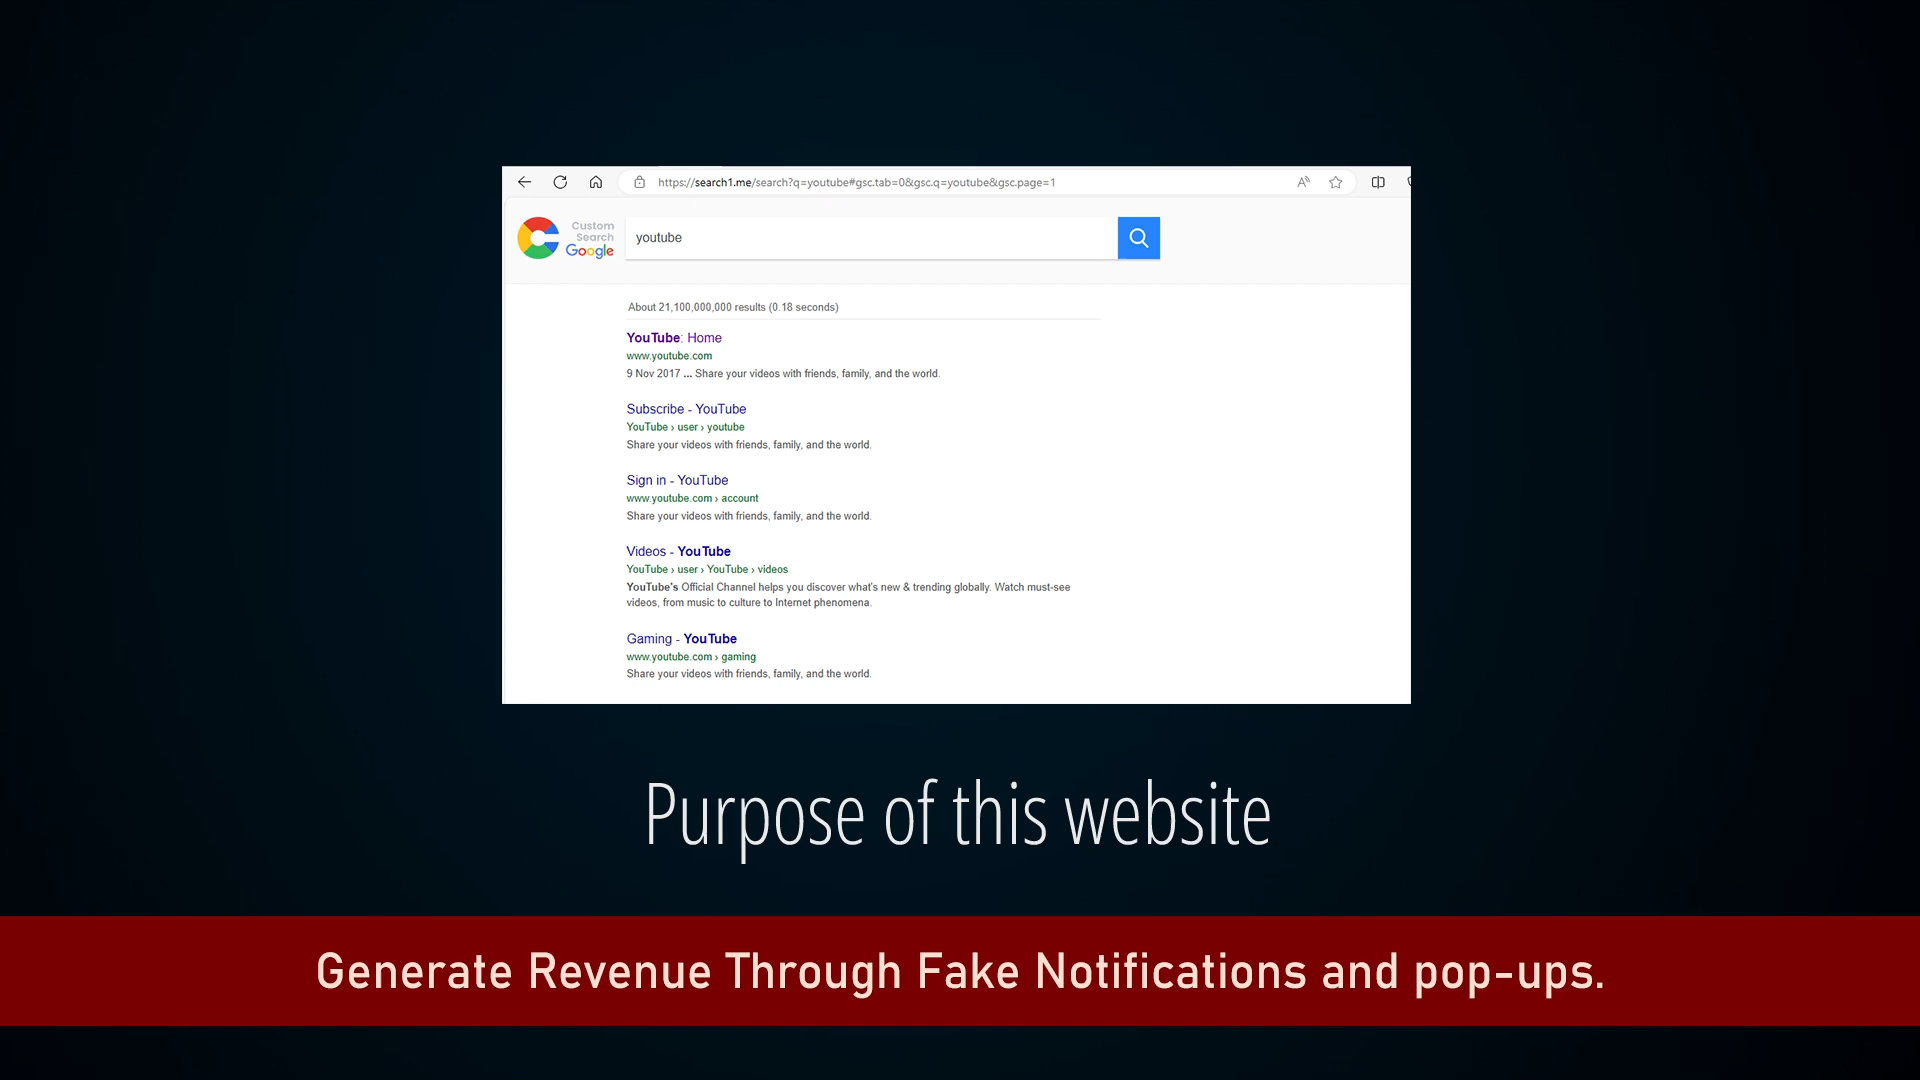 https://search1.me/search?q=youtube#gsc.tab=0&gsc.q=youtube&gsc.page=1
Custom
Search
Google
youtube
About 21,100,000,000 results (0.18 seconds)
YouTube: Home
www.youtube.com
9 Nov 2017 ... Share your videos with friends, family, and the world.
Subscribe - YouTube
YouTube › user › youtube
Share your videos with friends, family, and the world.
Sign in - YouTube
www.youtube.com › account
Share your videos with friends, family, and the world.
Videos - YouTube
YouTube › user › YouTube › videos
YouTube's Official Channel helps you discover what's new & trending globally. Watch must-see
videos, from music to culture to Internet phenomena.
Gaming - YouTube
www.youtube.com › gaming
Share your videos with friends, family, and the world.
Purpose of this website
Generate Revenue Through Fake Notifications and pop-ups.